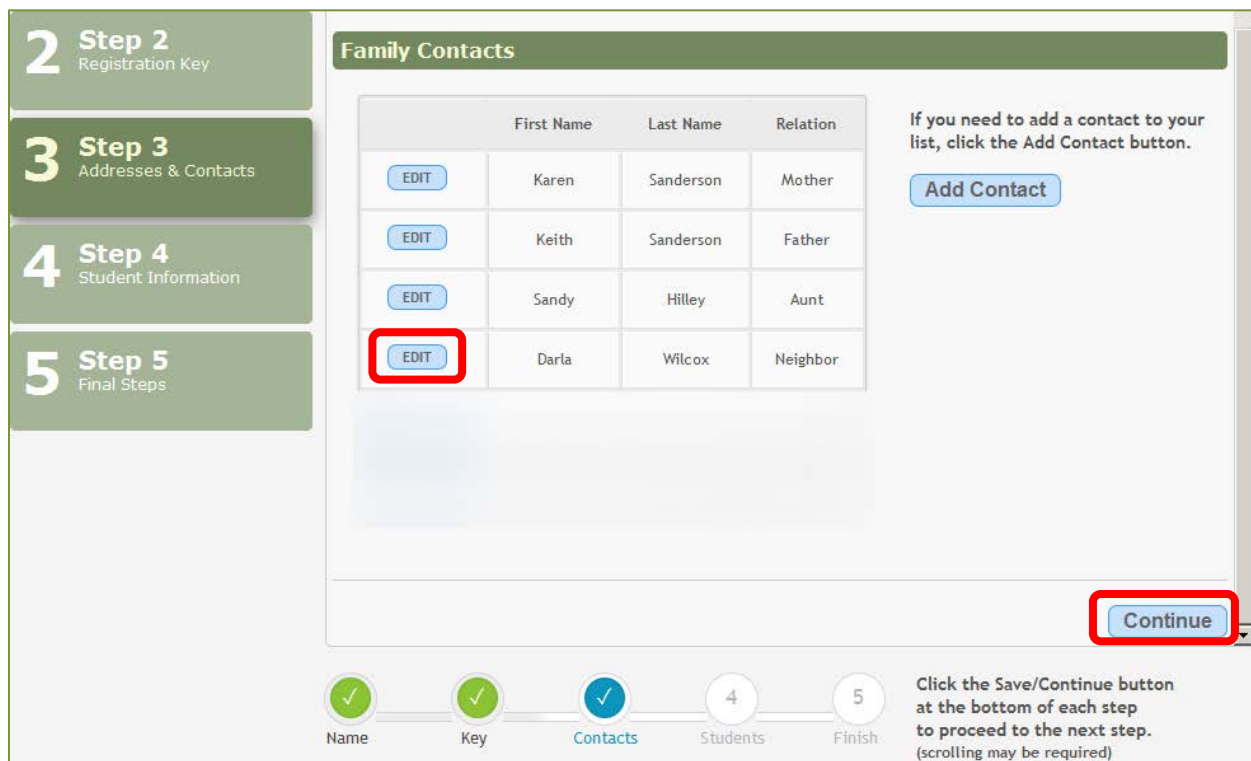 2 Step 2
Registration Key
3 Step 3
Addresses & Contacts
4 Step 4
Student Information
5 Step 5
Final Steps
Family Contacts
First Name Last Name Relation
EDIT Karen Sanderson Mother
EDIT Keith Sanderson Father
EDIT Sandy Hilley Aunt
EDIT Darla Wilcox Neighbor
If you need to add a contact to your
list, click the Add Contact button.
Add Contact
Continue
4 5
Name Key Contacts Students Finish
Click the Save/Continue button
at the bottom of each step
to proceed to the next step.
(scrolling may be required)